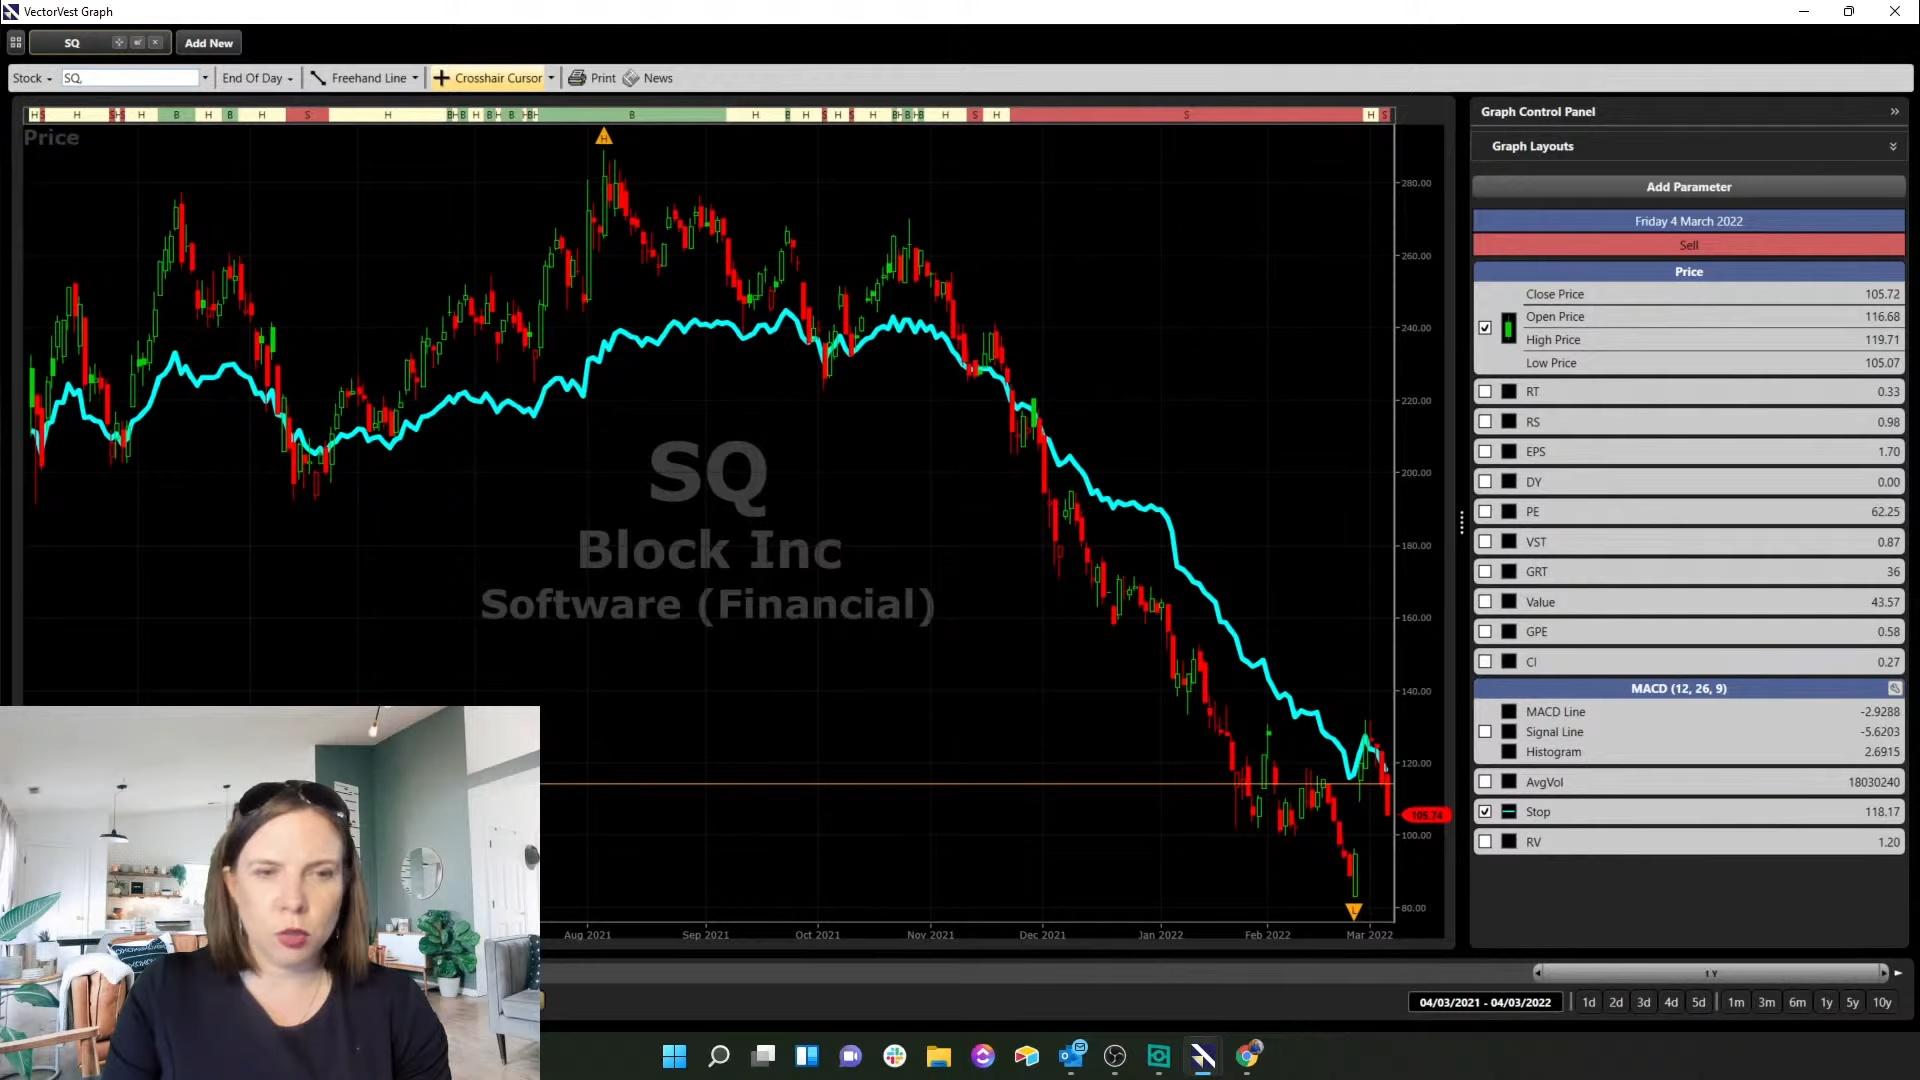 VectorVest Graph
SQ
Add New
Stock
SQ,
End Of Day
Freehand Line
Crosshair Cursor
Print
News
H S H S H S H B H B H S H B H B H B H B H B H B H B H S H S H B H B H B H S H S H S
Price
H
280.00
260.00
240.00
220.00
200.00
180.00
160.00
140.00
120.00
105.74
100.00
80.00
SQ
Block Inc
Software (Financial)
L
Aug 2021 Sep 2021 Oct 2021 Nov 2021 Dec 2021 Jan 2022 Feb 2022 Mar 2022
1 Y
04/03/2021 - 04/03/2022
1d 2d 3d 4d 5d 1m 3m 6m 1y 5y 10y
Graph Control Panel
Graph Layouts
Add Parameter
Friday 4 March 2022
Sell
Price
Close Price 105.72
Open Price 116.68
High Price 119.71
Low Price 105.07
RT 0.33
RS 0.98
EPS 1.70
DY 0.00
PE 62.25
VST 0.87
GRT 36
Value 43.57
GPE 0.58
CI 0.27
MACD (12, 26, 9)
MACD Line -2.9288
Signal Line -5.6203
Histogram 2.6915
AvgVol 18030240
Stop 118.17
RV 1.20